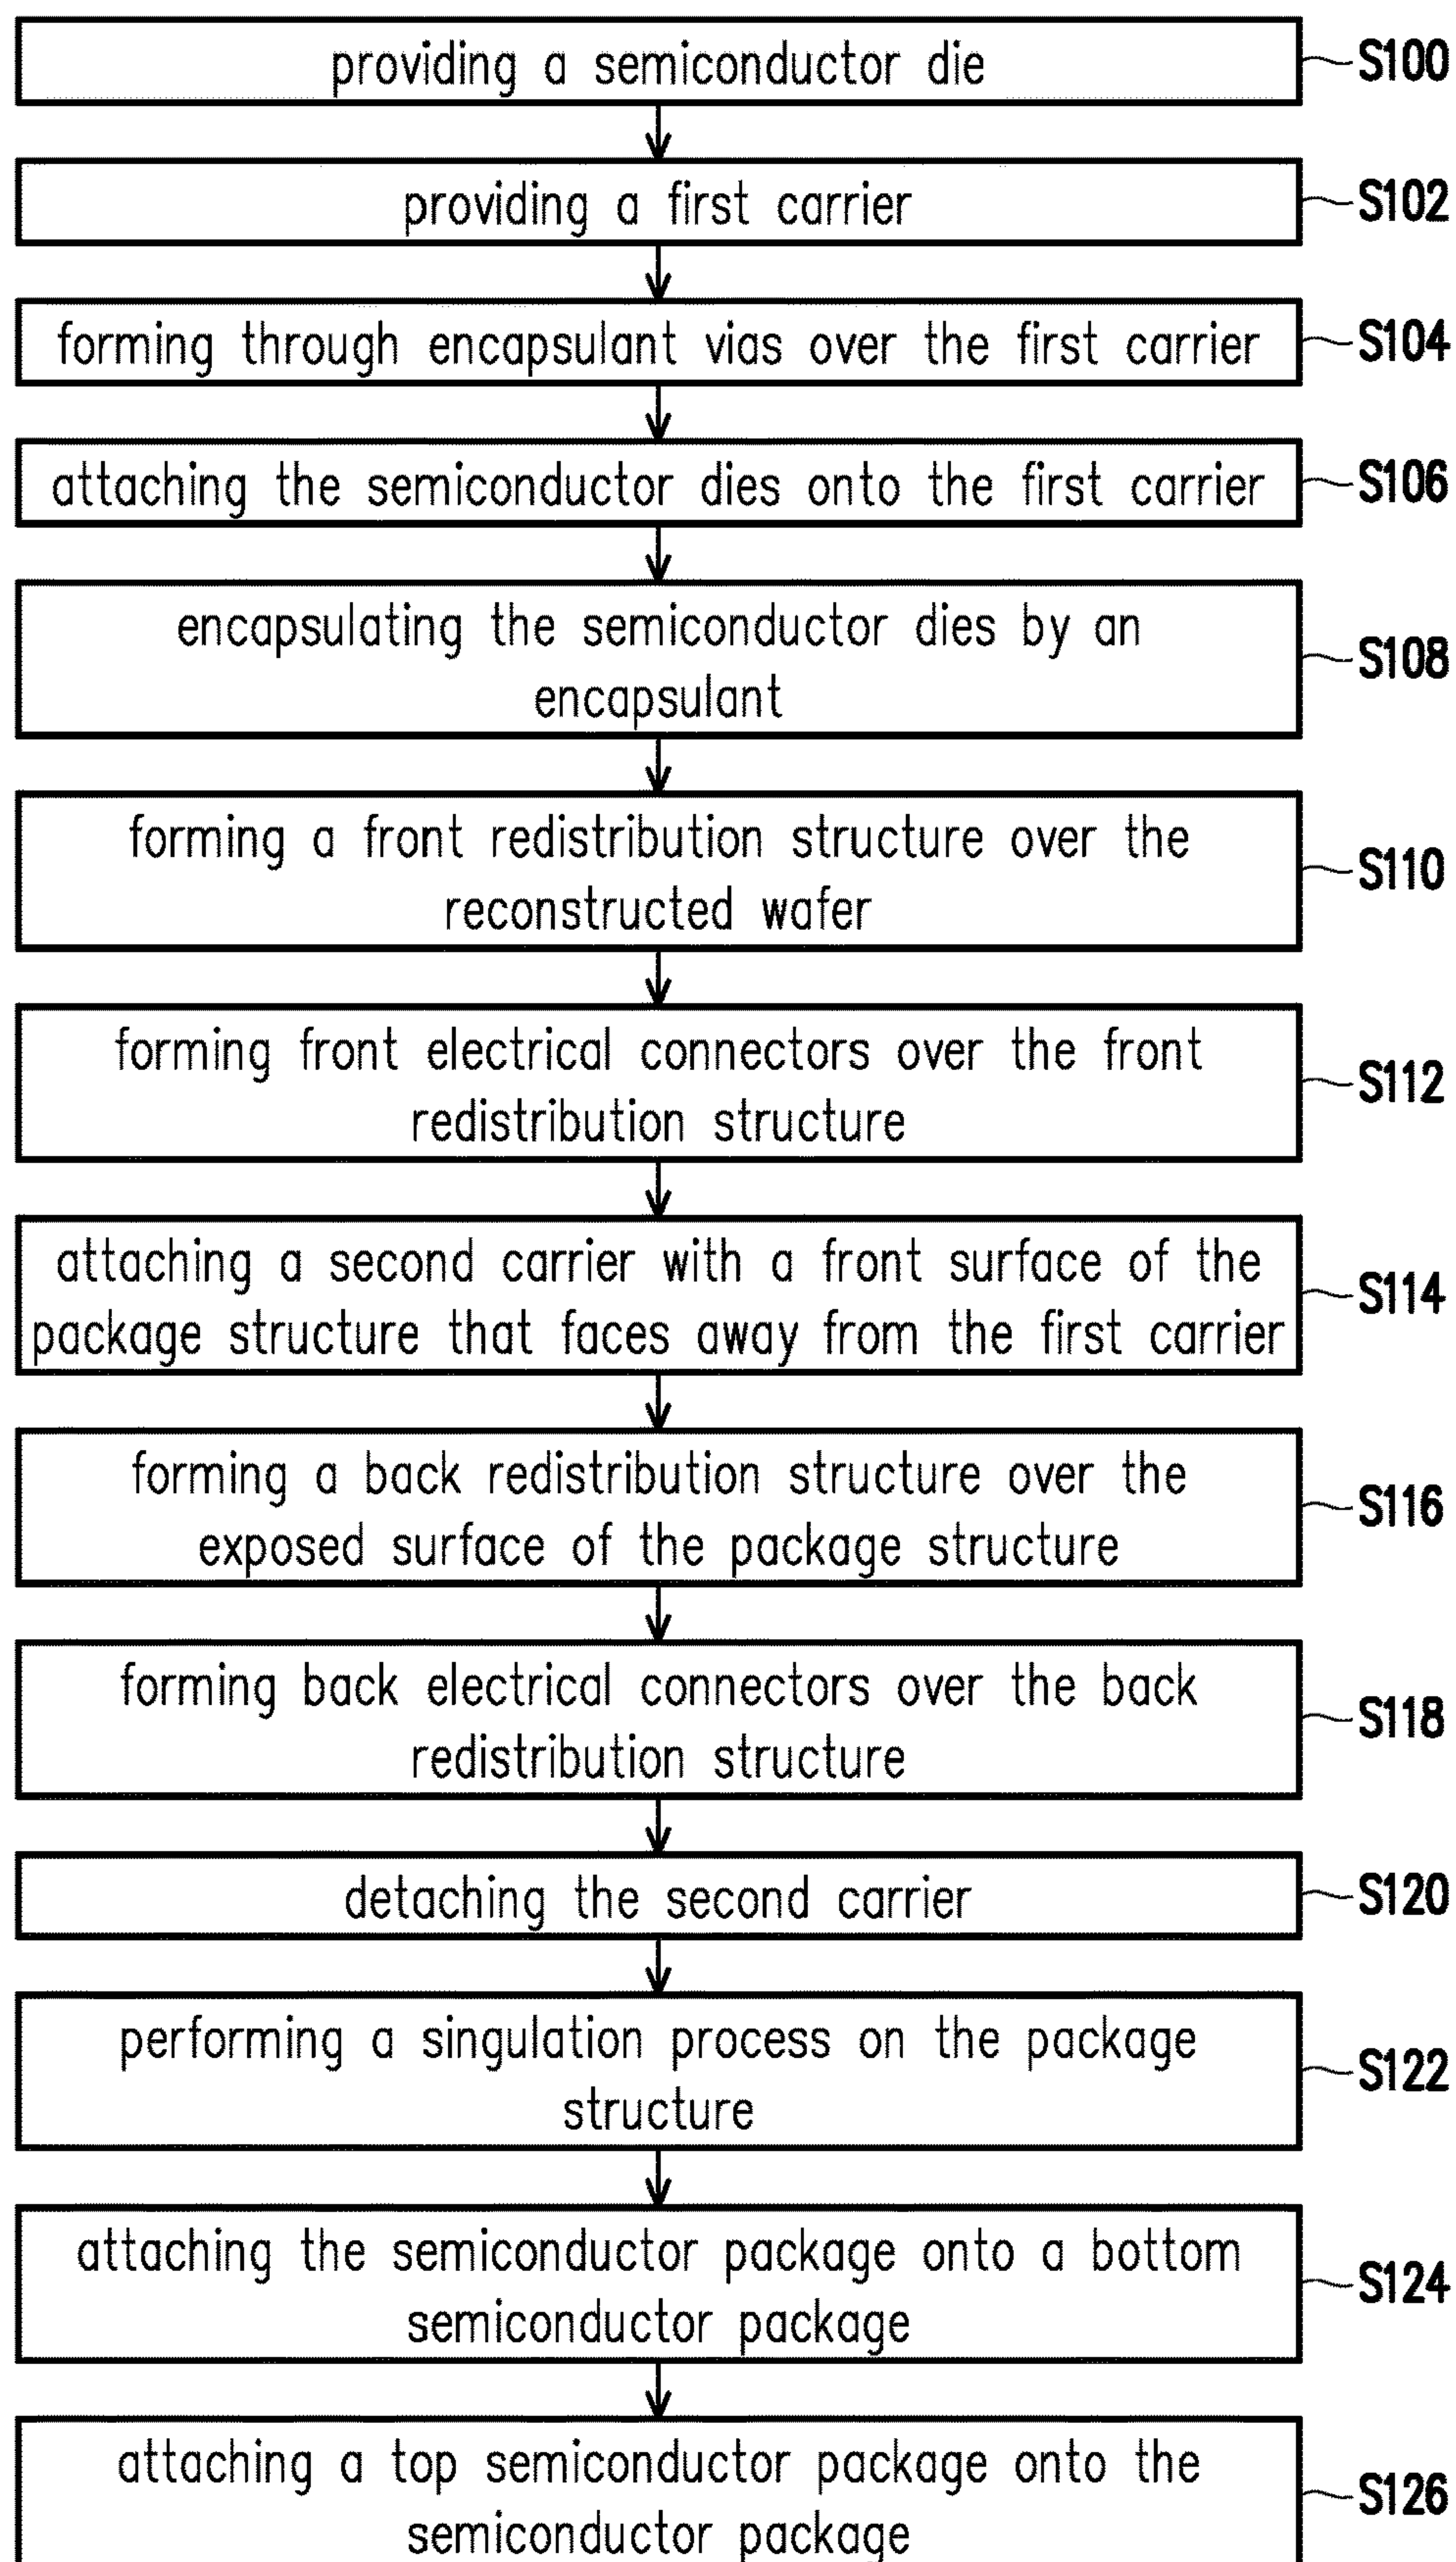 providing a semiconductor die
S100
providing a first carrier
S102
forming through encapsulant vias over the first carrier
S104
attaching the semiconductor dies onto the first carrier
S106
encapsulating the semiconductor dies by an
encapsulant
S108
forming a front redistribution structure over the
reconstructed wafer
S110
forming front electrical connectors over the front
redistribution structure
S112
attaching a second carrier with a front surface of the
package structure that faces away from the first carrier
S114
forming a back redistribution structure over the
exposed surface of the package structure
S116
forming back electrical connectors over the back
redistribution structure
S118
detaching the second carrier
S120
performing a singulation process on the package
structure
S122
attaching the semiconductor package onto a bottom
semiconductor package
S124
attaching a top semiconductor package onto the
semiconductor package
S126